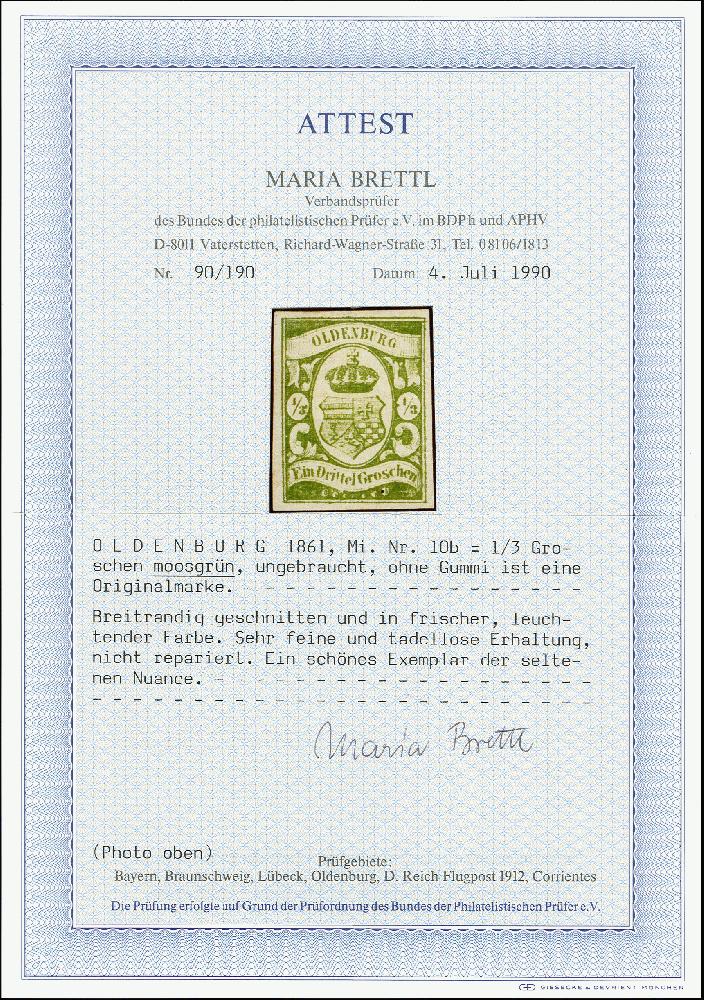 ATTEST
MARIA BRETTL
Verbandsprüfer
des Bundes der philatelistischen Prüfer e.V. im BDPh und APHV
D-8011 Vaterstetten, Richard-Wagner-Straße 31, Tel. 08106/1813
Nr. 90/190 Datum 4. Juli 1990
OLDENBURG
1/3 1/3
Ein Drittel Groschen
O L D E N B U R G 1861, Mi. Nr. 10b = 1/3 Gro-
schen moosgrün, ungebraucht, ohne Gummi ist eine
Originalmarke. - - - - - - - - - - - - - - - - -
Breitrandig geschnitten und in frischer, leuch-
tender Farbe. Sehr feine und tadellose Erhaltung,
nicht repariert. Ein schönes Exemplar der selte-
nen Nuance. - - - - - - - - - - - - - - - - - -
- - - - - - - - - - - - - - - - - - - - - - - -
Maria Brettl
(Photo oben)
Prüfgebiete:
Bayern, Braunschweig, Lübeck, Oldenburg, D. Reich Flugpost 1912, Corrientes
Die Prüfung erfolgte auf Grund der Prüfordnung des Bundes der Philatelistischen Prüfer e.V.
GD GIESECKE & DEVRIENT MÜNCHEN